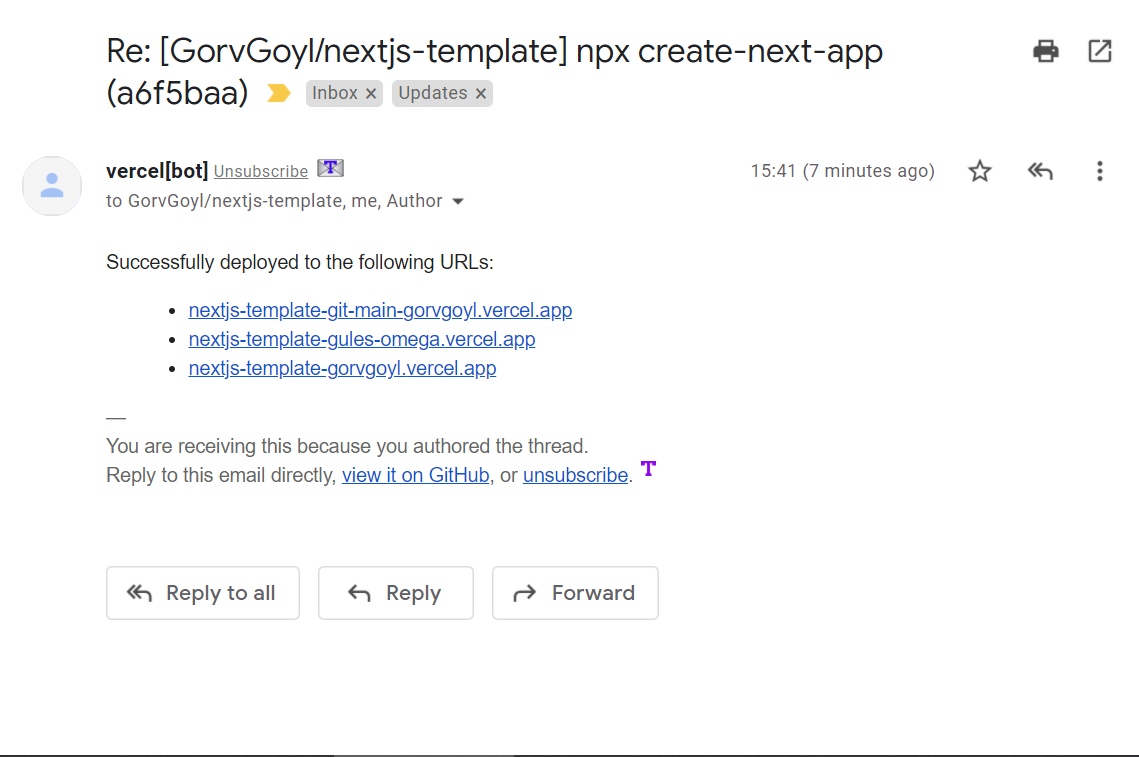 Re: [GorvGoyl/nextjs-template] npx create-next-app
(a6f5baa) Inbox x Updates x
vercel[bot] Unsubscribe T 15:41 (7 minutes ago)
to GorvGoyl/nextjs-template, me, Author
Successfully deployed to the following URLs:
• nextjs-template-git-main-gorvgoyl.vercel.app
• nextjs-template-gules-omega.vercel.app
• nextjs-template-gorvgoyl.vercel.app
—
You are receiving this because you authored the thread.
Reply to this email directly, view it on GitHub, or unsubscribe. T
Reply to all Reply Forward